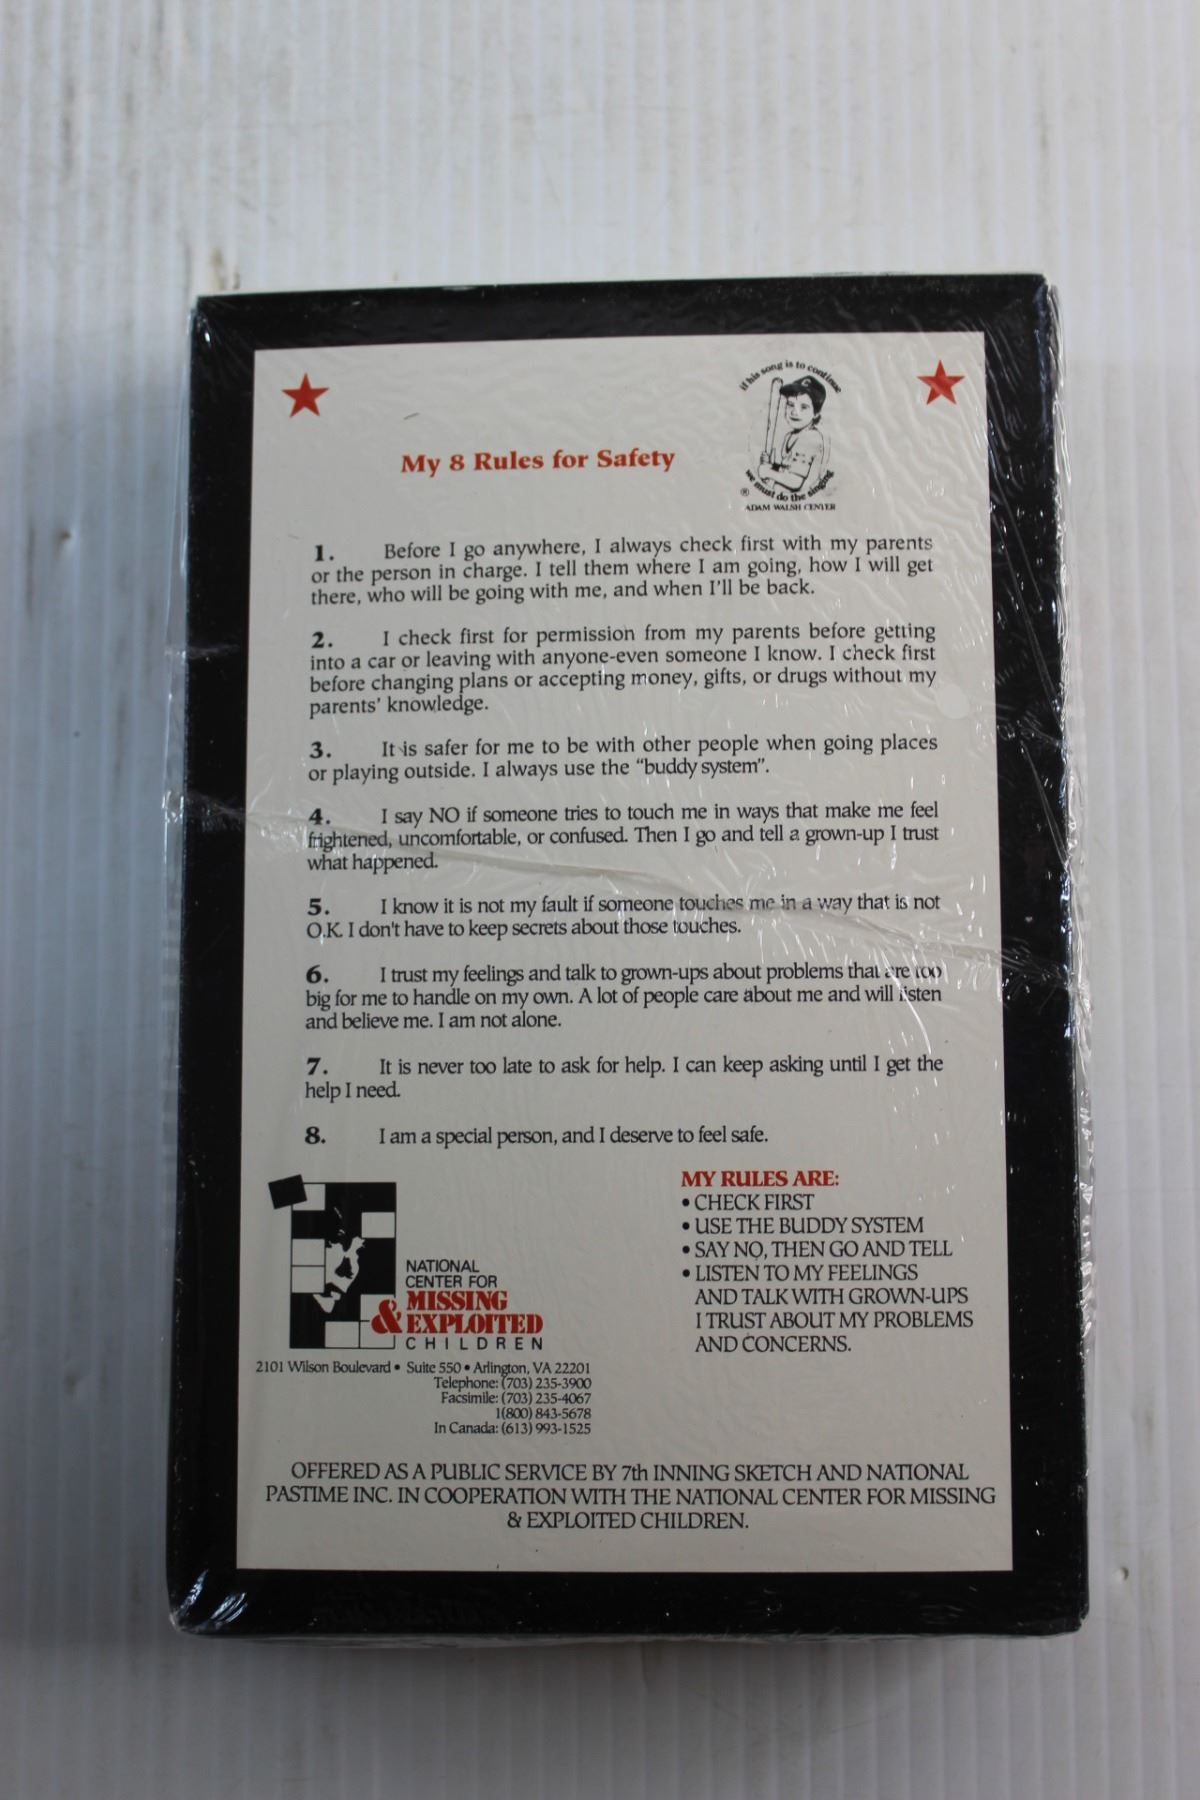 if his song is to continue
we must do the singing
®
ADAM WALSH CENTER
My 8 Rules for Safety
1. Before I go anywhere, I always check first with my parents
or the person in charge. I tell them where I am going, how I will get
there, who will be going with me, and when I'll be back.
2. I check first for permission from my parents before getting
into a car or leaving with anyone-even someone I know. I check first
before changing plans or accepting money, gifts, or drugs without my
parents' knowledge.
3. It is safer for me to be with other people when going places
or playing outside. I always use the "buddy system".
4. I say NO if someone tries to touch me in ways that make me feel
frightened, uncomfortable, or confused. Then I go and tell a grown-up I trust
what happened.
5. I know it is not my fault if someone touches me in a way that is not
O.K. I don't have to keep secrets about those touches.
6. I trust my feelings and talk to grown-ups about problems that are too
big for me to handle on my own. A lot of people care about me and will listen
and believe me. I am not alone.
7. It is never too late to ask for help. I can keep asking until I get the
help I need.
8. I am a special person, and I deserve to feel safe.
NATIONAL
CENTER FOR
MISSING
& EXPLOITED
CHILDREN
2101 Wilson Boulevard • Suite 550 • Arlington, VA 22201
Telephone: (703) 235-3900
Facsimile: (703) 235-4067
1(800) 843-5678
In Canada: (613) 993-1525
MY RULES ARE:
• CHECK FIRST
• USE THE BUDDY SYSTEM
• SAY NO, THEN GO AND TELL
• LISTEN TO MY FEELINGS
AND TALK WITH GROWN-UPS
I TRUST ABOUT MY PROBLEMS
AND CONCERNS.
OFFERED AS A PUBLIC SERVICE BY 7th INNING SKETCH AND NATIONAL
PASTIME INC. IN COOPERATION WITH THE NATIONAL CENTER FOR MISSING
& EXPLOITED CHILDREN.